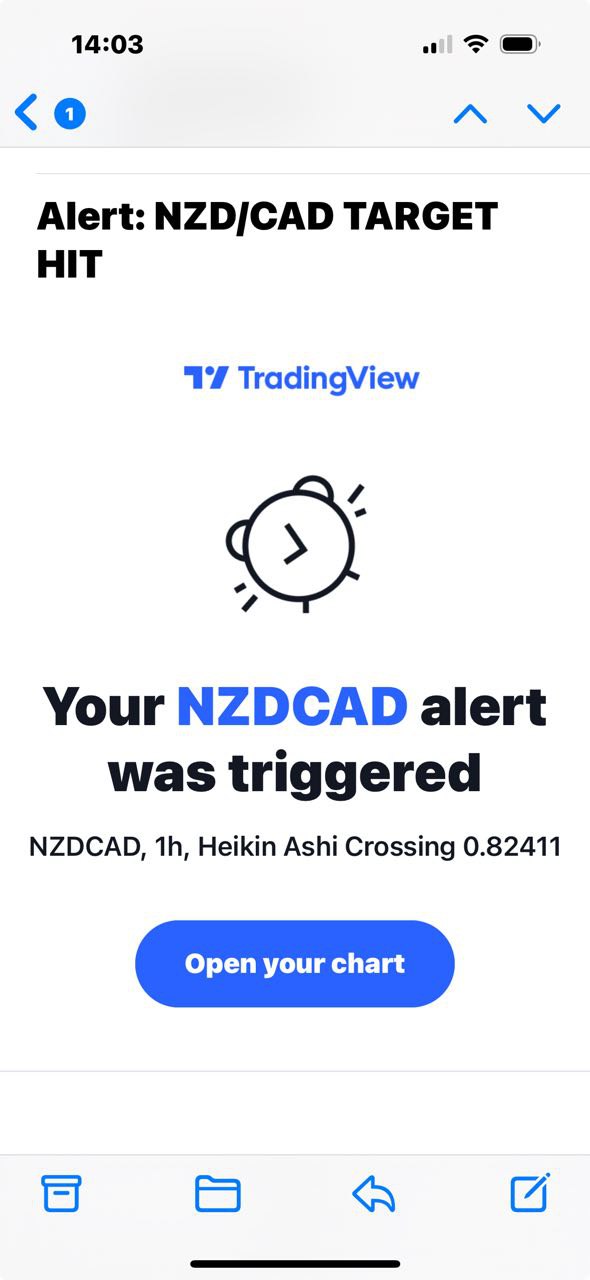 14:03
1
Alert: NZD/CAD TARGET
HIT
TradingView
Your NZDCAD alert
was triggered
NZDCAD, 1h, Heikin Ashi Crossing 0.82411
Open your chart